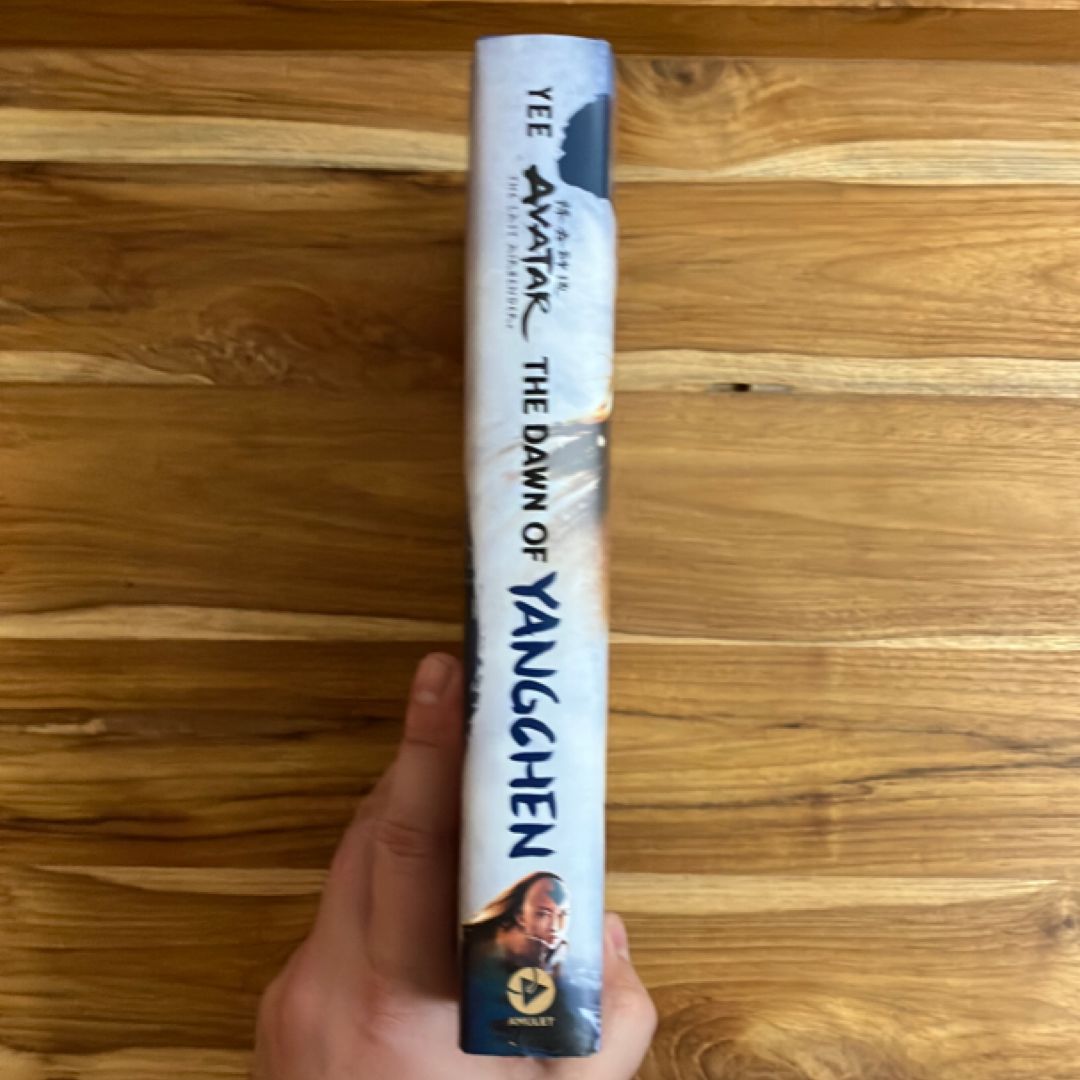 YEE
AVATAR
THE LAST AIRBENDER
THE DAWN OF
YANGCHEN
AMULET